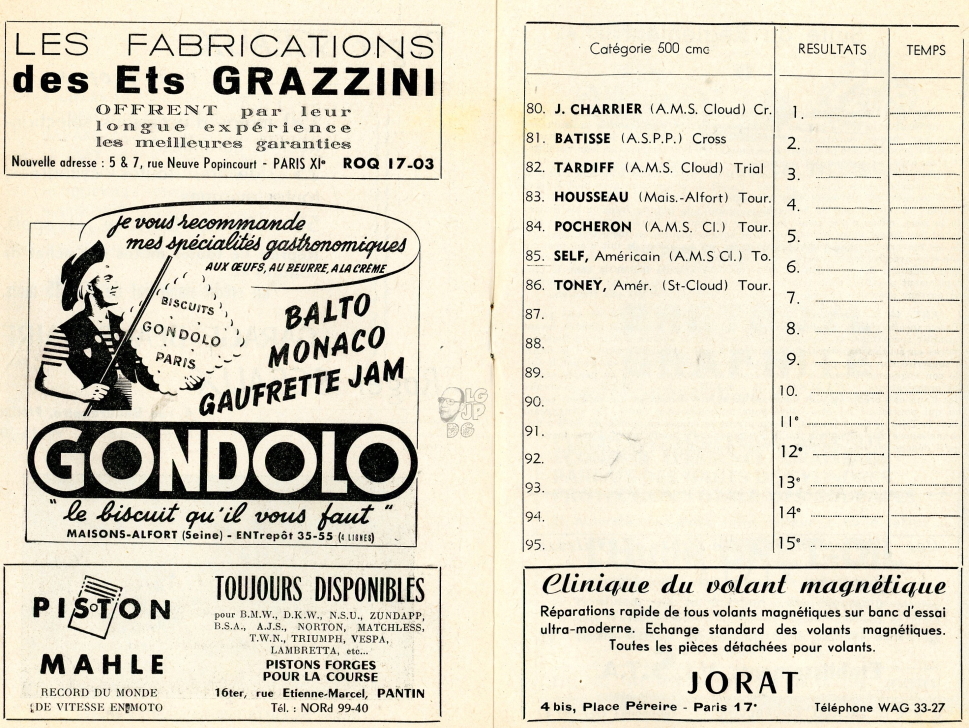 LES FABRICATIONS
des Ets GRAZZINI
OFFRENT par leur
longue expérience
les meilleures garanties
Nouvelle adresse : 5 & 7, rue Neuve Popincourt - PARIS XIe ROQ 17-03
je vous recommande
mes spécialités gastronomiques
AUX ŒUFS, AU BEURRE, A LA CRÈME
BISCUITS
GONDOLO
PARIS
BALTO
MONACO
GAUFRETTE JAM
GONDOLO
"le biscuit qu'il vous faut"
MAISONS-ALFORT (Seine) - ENTrepôt 35-55 (4 LIGNES)
PISTON
MAHLE
RECORD DU MONDE
DE VITESSE EN MOTO
TOUJOURS DISPONIBLES
pour B.M.W., D.K.W., N.S.U., ZUNDAPP,
B.S.A., A.J.S., NORTON, MATCHLESS,
T.W.N., TRIUMPH, VESPA,
LAMBRETTA, etc...
PISTONS FORGES
POUR LA COURSE
16ter, rue Etienne-Marcel, PANTIN
Tél. : NORd 99-40
LG
JP
DG
Catégorie 500 cmc RESULTATS TEMPS
80. J. CHARRIER (A.M.S. Cloud) Cr. 1.
81. BATISSE (A.S.P.P.) Cross 2.
82. TARDIFF (A.M.S. Cloud) Trial 3.
83. HOUSSEAU (Mais.-Alfort) Tour. 4.
84. POCHERON (A.M.S. Cl.) Tour. 5.
85. SELF, Américain (A.M.S Cl.) To. 6.
86. TONEY, Amér. (St-Cloud) Tour. 7.
87. 8.
88. 9.
89. 10.
90. 11e
91. 12e
92. 13e
93. 14e
94. 15e
95.
Clinique du volant magnétique
Réparations rapide de tous volants magnétiques sur banc d'essai
ultra-moderne. Echange standard des volants magnétiques.
Toutes les pièces détachées pour volants.
JORAT
4 bis, Place Péreire - Paris 17e Téléphone WAG 33-27